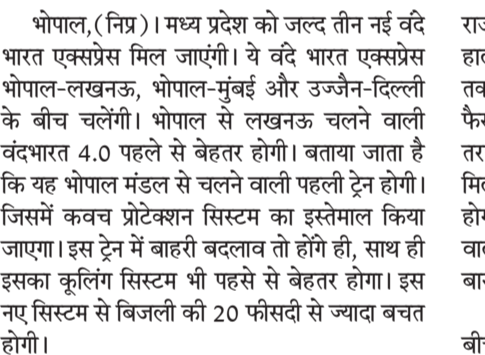 भोपाल,(निप्र)। मध्य प्रदेश को जल्द तीन नई वंदे
भारत एक्सप्रेस मिल जाएंगी। ये वंदे भारत एक्सप्रेस
भोपाल-लखनऊ, भोपाल-मुंबई और उज्जैन-दिल्ली
के बीच चलेंगी। भोपाल से लखनऊ चलने वाली
वंदभारत 4.0 पहले से बेहतर होगी। बताया जाता है
कि यह भोपाल मंडल से चलने वाली पहली ट्रेन होगी।
जिसमें कवच प्रोटेक्शन सिस्टम का इस्तेमाल किया
जाएगा। इस ट्रेन में बाहरी बदलाव तो होंगे ही, साथ ही
इसका कूलिंग सिस्टम भी पहसे से बेहतर होगा। इस
नए सिस्टम से बिजली की 20 फीसदी से ज्यादा बचत
होगी।